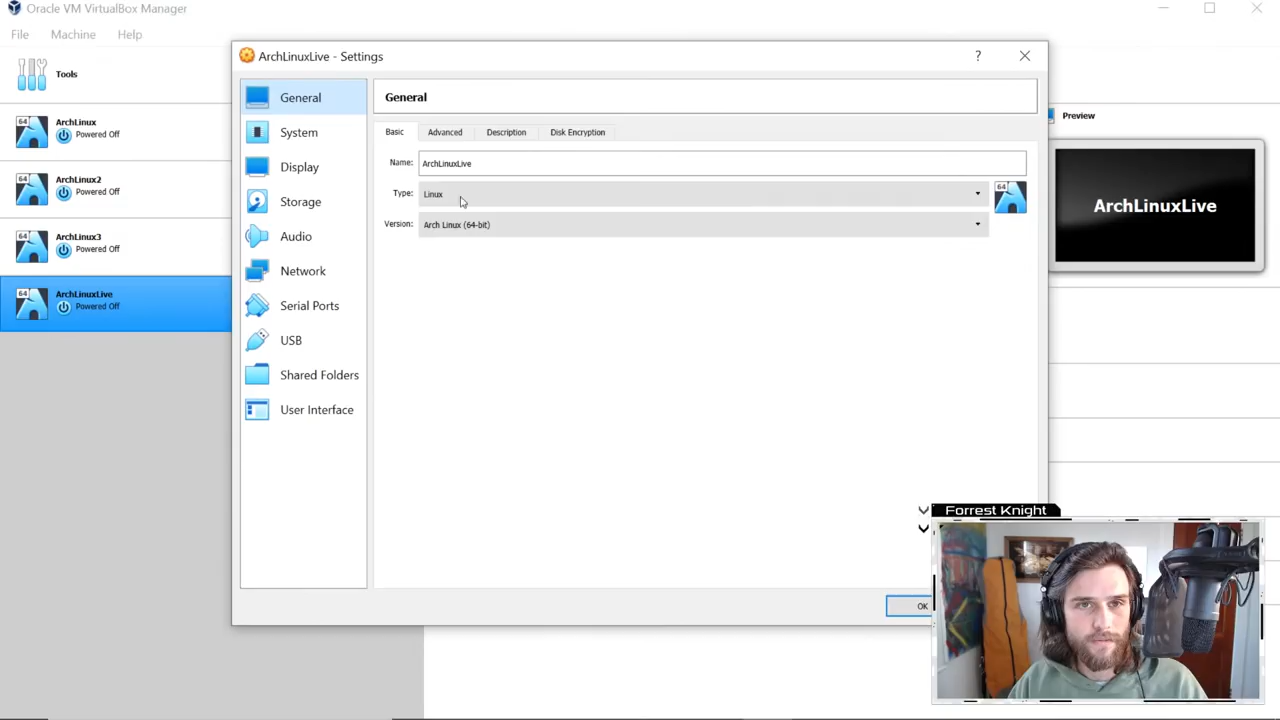 Oracle VM VirtualBox Manager
File Machine Help
Tools
64
ArchLinux
Powered Off
64
ArchLinux2
Powered Off
64
ArchLinux3
Powered Off
64
ArchLinuxLive
Powered Off
ArchLinuxLive - Settings
?
General
System
Display
Storage
Audio
Network
Serial Ports
USB
Shared Folders
User Interface
General
Basic Advanced Description Disk Encryption
Name: ArchLinuxLive
Type: Linux
64
Version: Arch Linux (64-bit)
OK
Preview
ArchLinuxLive
Forrest Knight